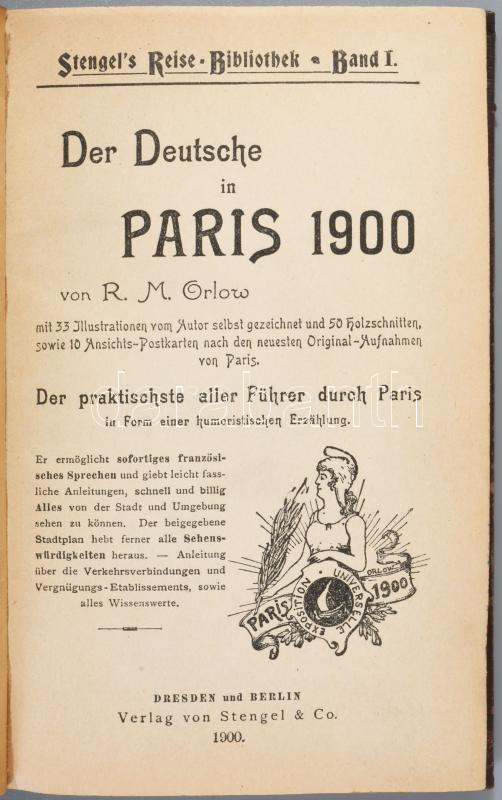 Stengel's Reise-Bibliothek Band I.
Der Deutsche
in
PARIS 1900
von R. M. Orlow
mit 33 Illustrationen vom Autor selbst gezeichnet und 50 Holzschnitten,
sowie 10 Ansichts-Postkarten nach den neuesten Original-Aufnahmen
von Paris.
darabanth
Der praktischste aller Führer durch Paris
in Form einer humoristischen Erzählung.
Er ermöglicht sofortiges französi-
sches Sprechen und giebt leicht fass-
liche Anleitungen, schnell und billig
Alles von der Stadt und Umgebung
sehen zu können. Der beigegebene
Stadtplan hebt ferner alle Sehens-
würdigkeiten heraus. — Anleitung
über die Verkehrsverbindungen und
Vergnügungs-Etablissements, sowie
alles Wissenswerte.
ORLOW
PARIS 1900
EXPOSITION UNIVERSELLE
DRESDEN und BERLIN
Verlag von Stengel & Co.
1900.